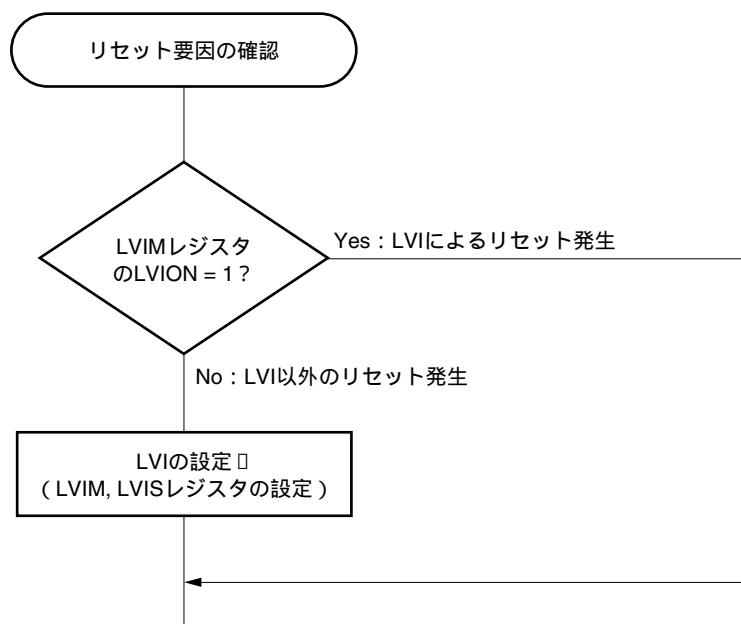 リセット要因の確認
LVIMレジスタ
のLVION = 1？
Yes：LVIによるリセット発生
No：LVI以外のリセット発生
LVIの設定
（LVIM, LVISレジスタの設定）